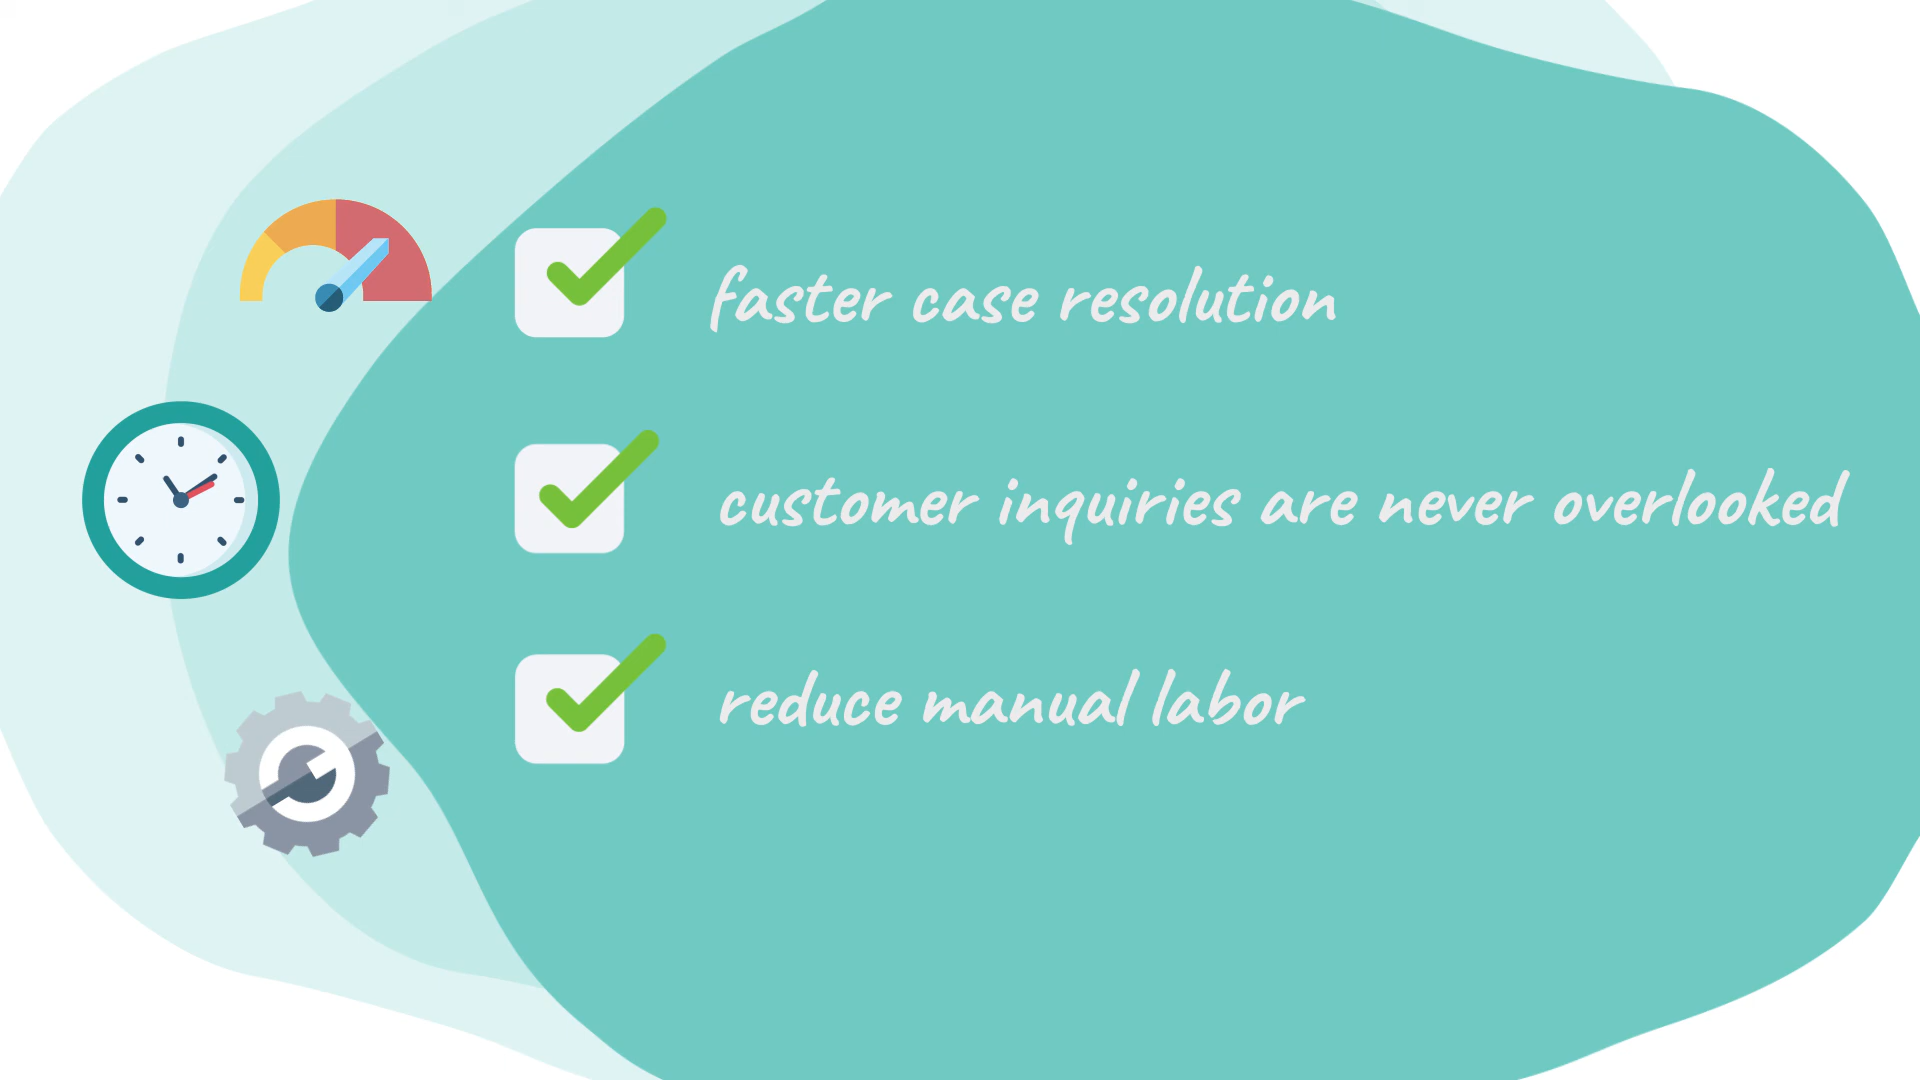 faster case resolution
customer inquiries are never overlooked
reduce manual labor